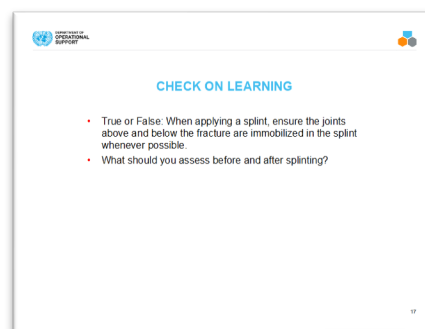 DEPARTMENT OF
OPERATIONAL
SUPPORT
CHECK ON LEARNING
• True or False: When applying a splint, ensure the joints
above and below the fracture are immobilized in the splint
whenever possible.
• What should you assess before and after splinting?
17